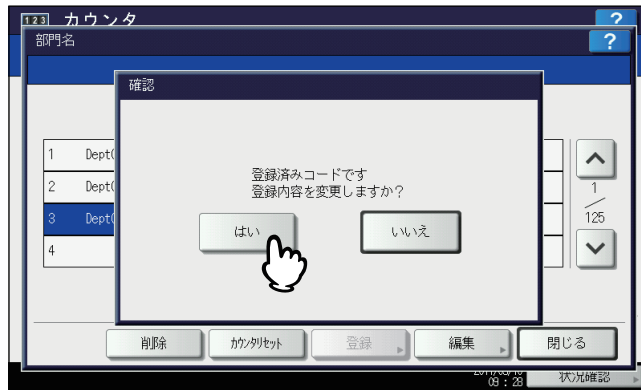 123 カウンタ ?
部門名 ?
確認
登録済みコードです
登録内容を変更しますか?
はい
いいえ
1 Dept
2 Dept
3 Dept
4
1
125
削除
カウンタリセット
登録
編集
閉じる
09:28
状況確認